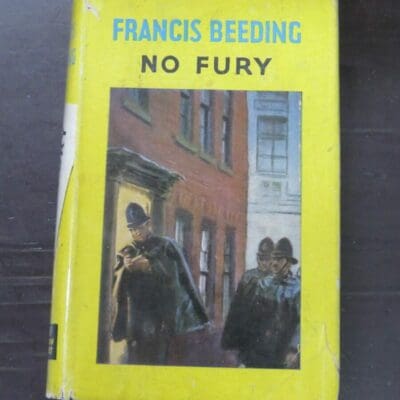 FRANCIS BEEDING
NO FURY